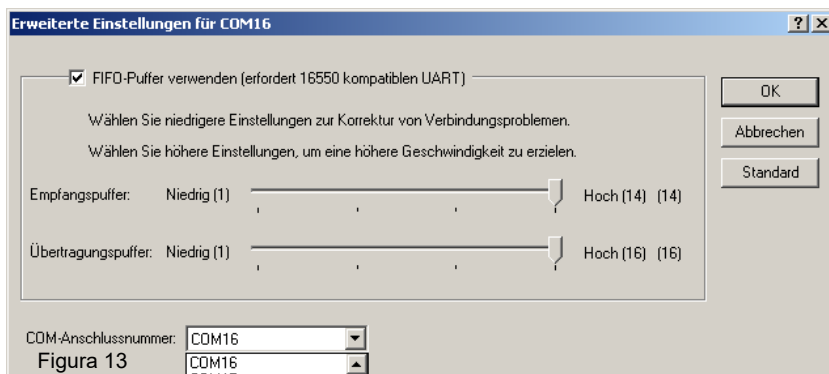 Erweiterte Einstellungen für COM16
FIFO-Puffer verwenden (erfordert 16550 kompatiblen UART)
OK
Wählen Sie niedrigere Einstellungen zur Korrektur von Verbindungsproblemen.
Abbrechen
Wählen Sie höhere Einstellungen, um eine höhere Geschwindigkeit zu erzielen.
Standard
Empfangspuffer: Niedrig (1) Hoch (14) (14)
Übertragungspuffer: Niedrig (1) Hoch (16) (16)
COM-Anschlussnummer: COM16
Figura 13 COM16